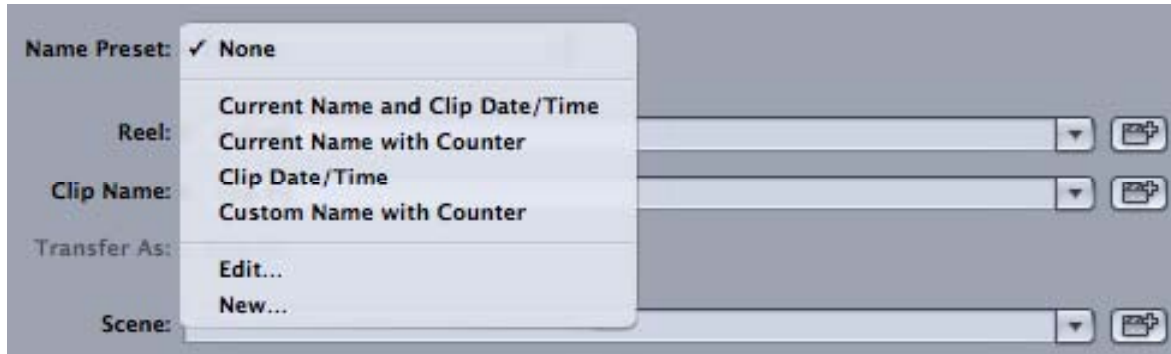 Name Preset: ✓ None
Current Name and Clip Date/Time
Reel:
Current Name with Counter
Clip Date/Time
Clip Name:
Custom Name with Counter
Transfer As:
Edit...
New...
Scene: